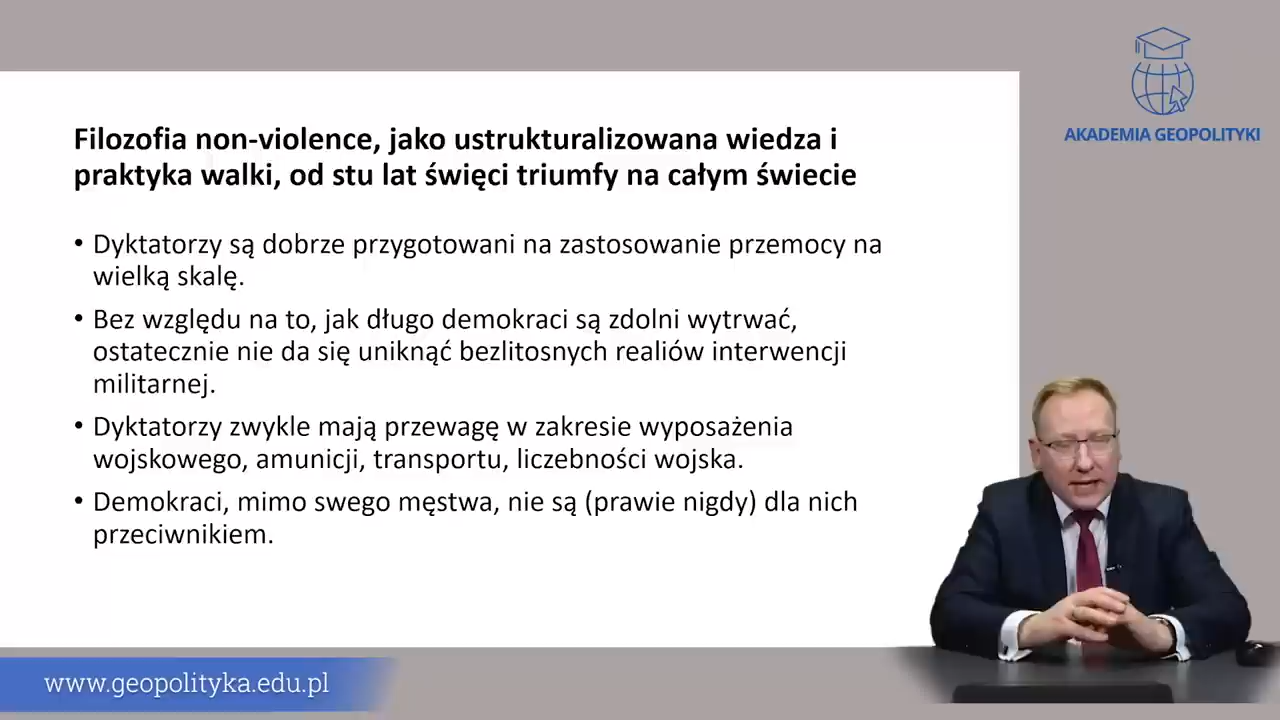 AKADEMIA GEOPOLITYKI
Filozofia non-violence, jako ustrukturalizowana wiedza i
praktyka walki, od stu lat święci triumfy na całym świecie
• Dyktatorzy są dobrze przygotowani na zastosowanie przemocy na
wielką skalę.
• Bez względu na to, jak długo demokraci są zdolni wytrwać,
ostatecznie nie da się uniknąć bezlitosnych realiów interwencji
militarnej.
• Dyktatorzy zwykle mają przewagę w zakresie wyposażenia
wojskowego, amunicji, transportu, liczebności wojska.
• Demokraci, mimo swego męstwa, nie są (prawie nigdy) dla nich
przeciwnikiem.
www.geopolityka.edu.pl